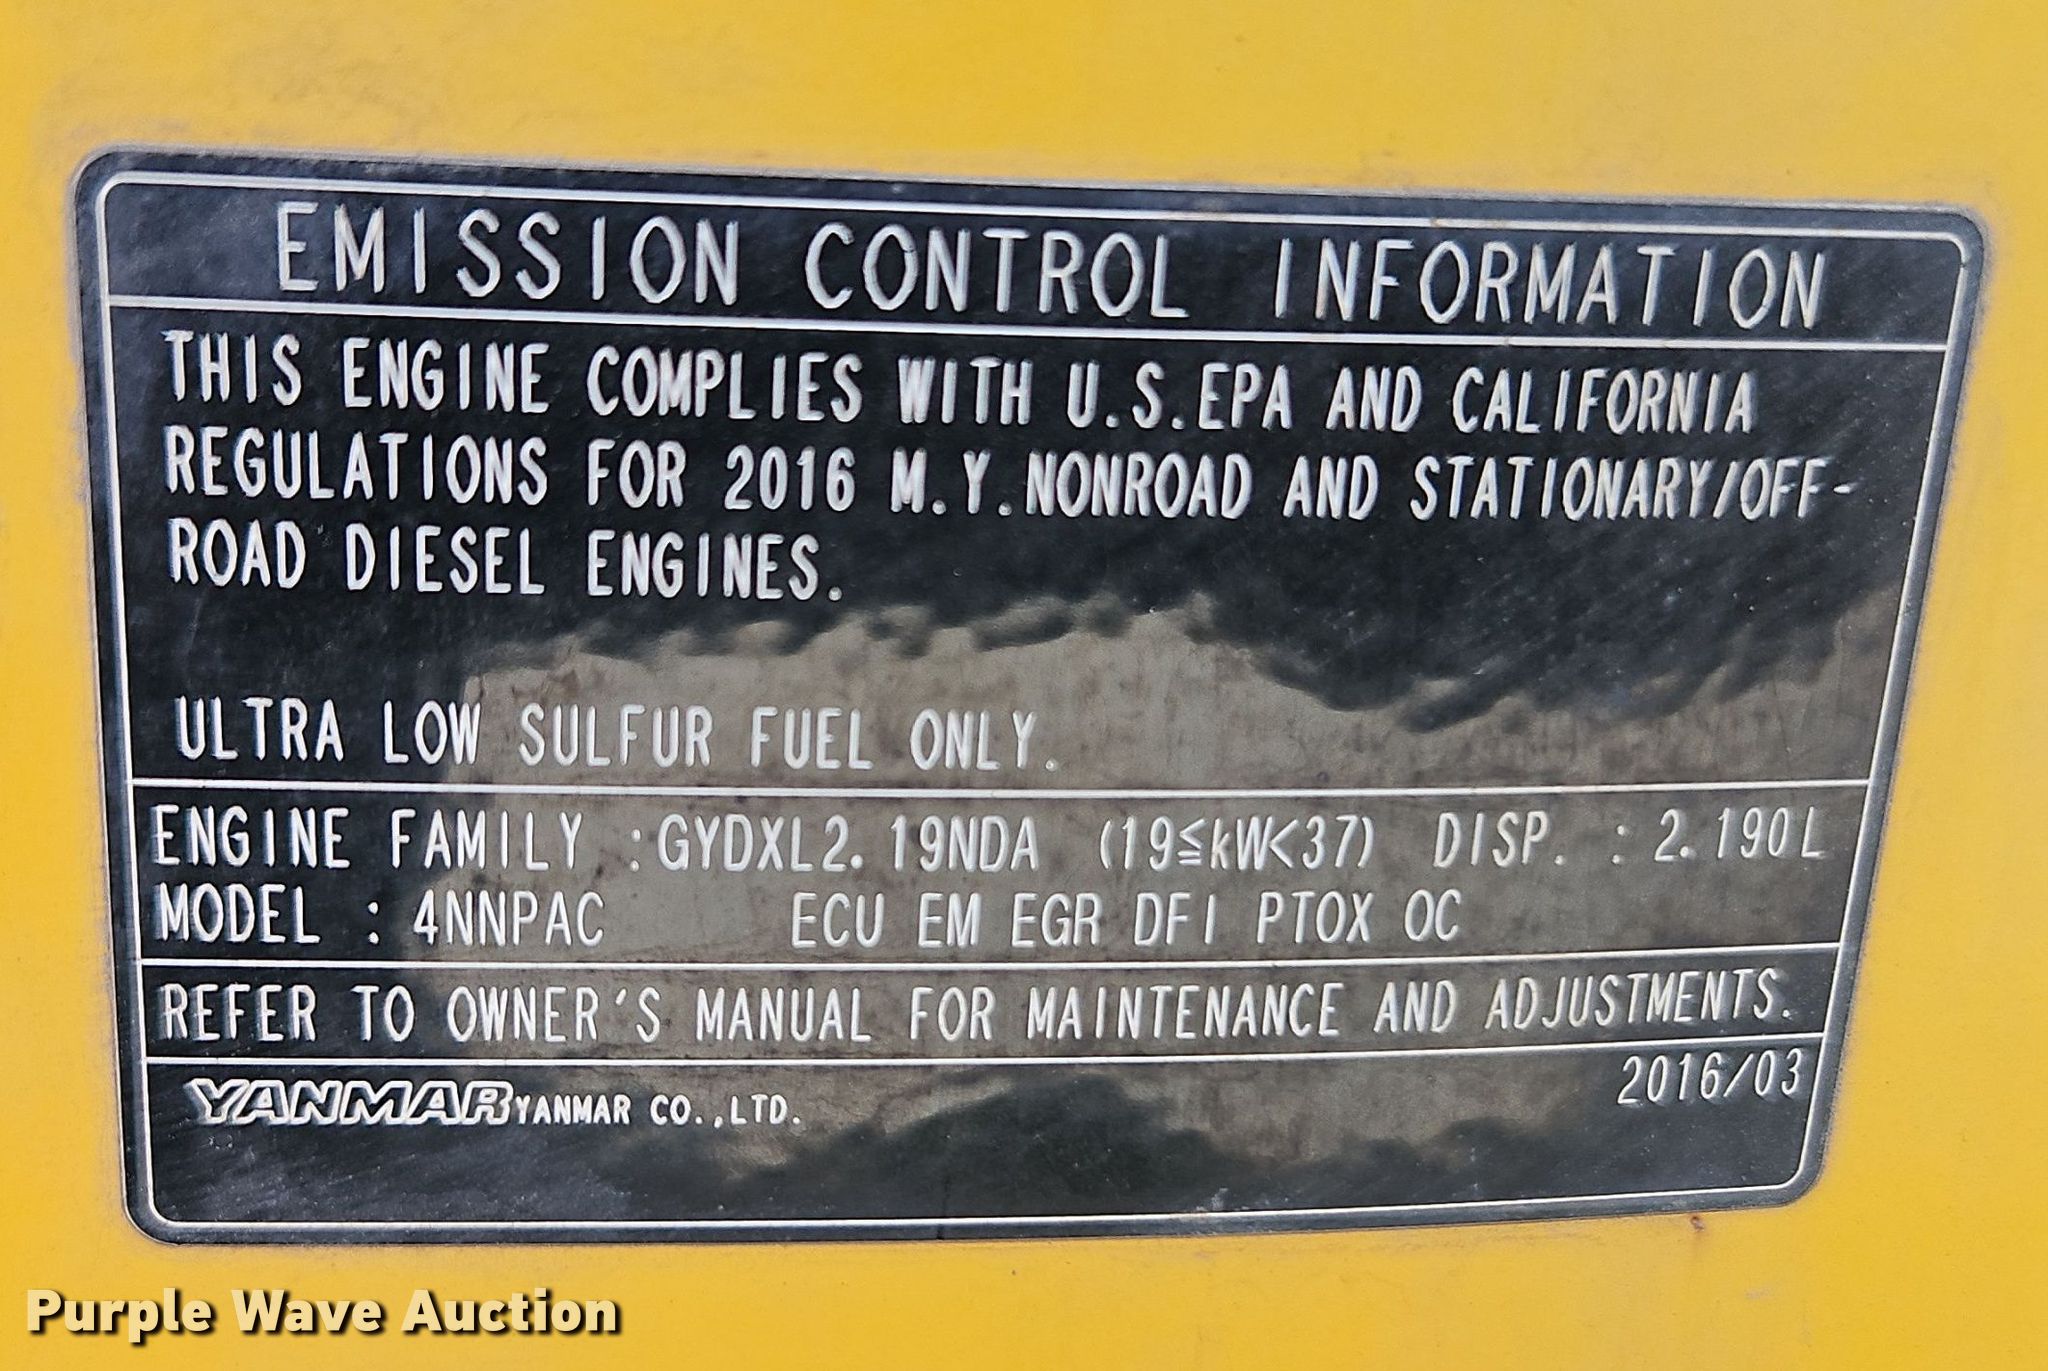 EMISSION CONTROL INFORMATION
THIS ENGINE COMPLIES WITH U.S.EPA AND CALIFORNIA
REGULATIONS FOR 2016 M.Y.NONROAD AND STATIONARY/OFF-
ROAD DIESEL ENGINES.
ULTRA LOW SULFUR FUEL ONLY.
ENGINE FAMILY :GYDXL2.19NDA (19≦kW<37) DISP. : 2.190L
MODEL : 4NNPAC ECU EM EGR DFI PTOX OC
REFER TO OWNER'S MANUAL FOR MAINTENANCE AND ADJUSTMENTS.
2016/03
YANMAR YANMAR CO.,LTD.
Purple Wave Auction